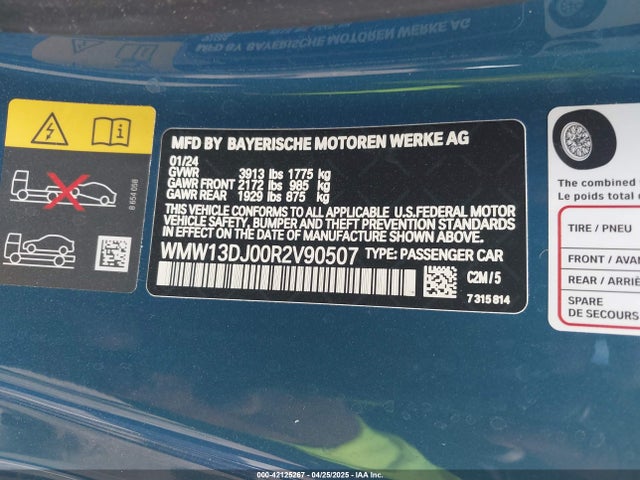 MFD BY BAYERISCHE MOTOREN WERKE AG
01/24
GVWR 3913 lbs 1775 kg
GAWR FRONT 2172 lbs 985 kg
GAWR REAR 1929 lbs 875 kg
THIS VEHICLE CONFORMS TO ALL APPLICABLE U.S.FEDERAL MOTOR
VEHICLE SAFETY, BUMPER AND THEFT PREVENTION STANDARDS
IN EFFECT ON THE DATE OF MANUFACTURE SHOWN ABOVE.
WMW13DJ00R2V90507 TYPE: PASSENGER CAR
C2M/5
7 315 814
8 654 058
The combined
Le poids total
TIRE / PNEU
FRONT / AVAN
REAR / ARRIÈ
SPARE
DE SECOURS
000-42125267 - 04/25/2025 - IAA Inc.